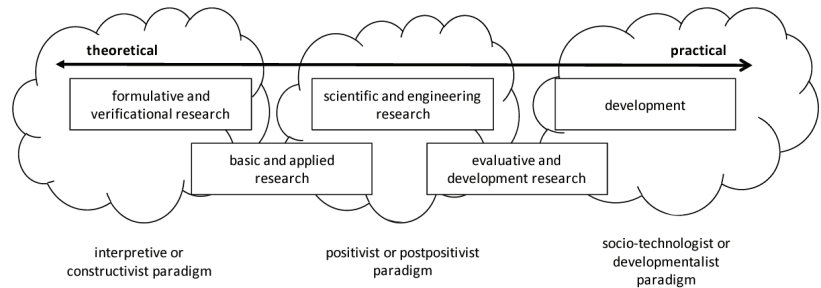 theoretical
practical
formulative and
verificational research
scientific and engineering
research
development
basic and applied
research
evaluative and
development research
interpretive or
constructivist paradigm
positivist or postpositivist
paradigm
socio-technologist or
developmentalist
paradigm